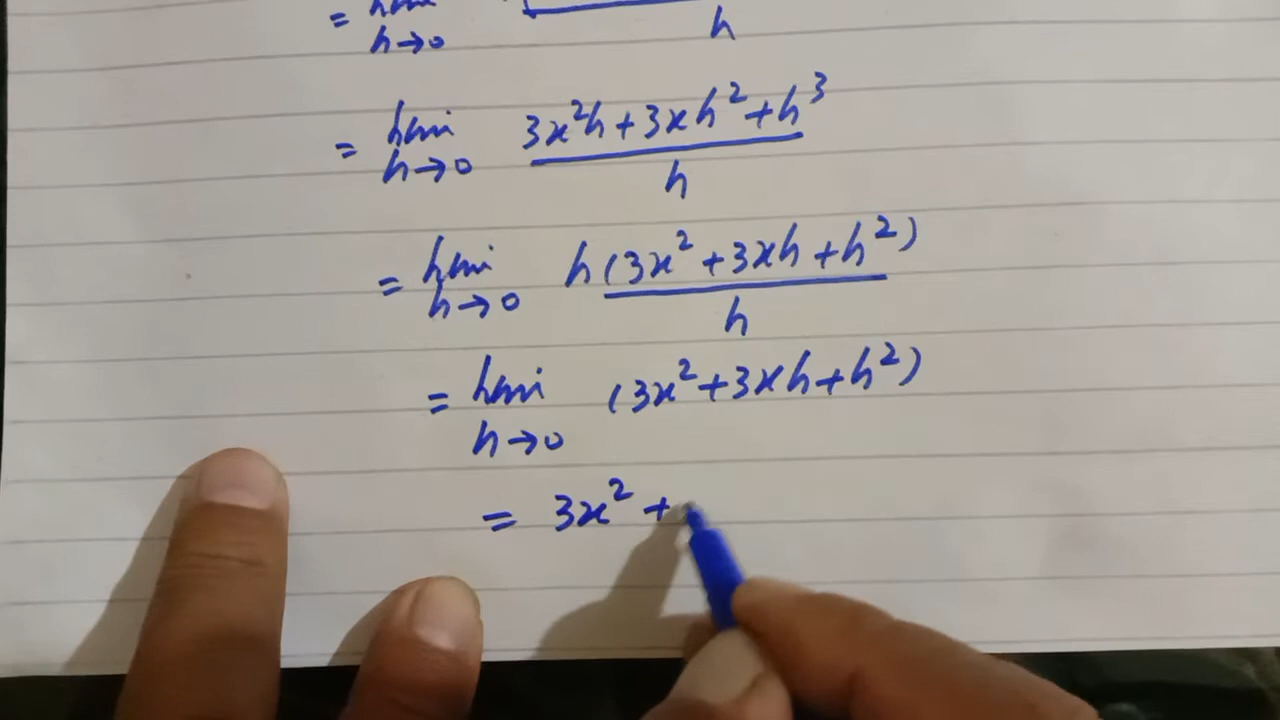 = lim h
h→0
= lim 3x²h+3xh²+h³
h→0 h
= lim h(3x²+3xh+h²)
h→0 h
= lim (3x²+3xh+h²)
h→0
= 3x² +